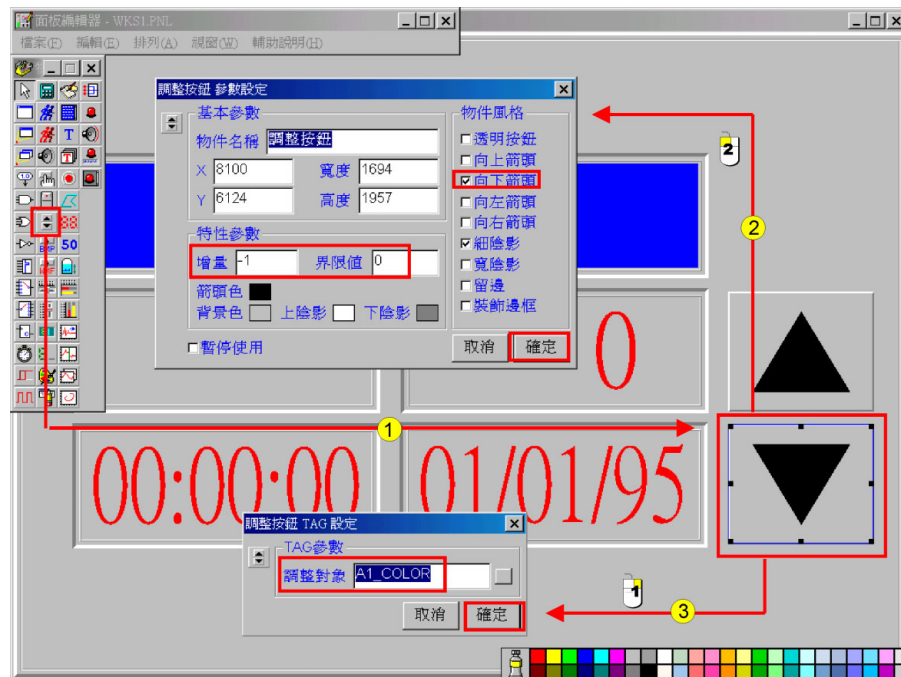 面板編輯器 - WKS1.PNL
檔案(F) 編輯(E) 排列(A) 視窗(W) 輔助說明(H)
調整按鈕 參數設定
基本參數
物件名稱 調整按鈕
X 8100 寬度 1694
Y 6124 高度 1957
特性參數
增量 -1 界限值 0
箭頭色
背景色 上陰影 下陰影
暫停使用
物件風格
透明按鈕
向上箭頭
向下箭頭
向左箭頭
向右箭頭
細陰影
寬陰影
留邊
裝飾邊框
取消 確定
T
T
88
50
2
2
0
1
00:00:00 01/01/95
調整按鈕 TAG 設定
TAG參數
調整對象 A1_COLOR
取消 確定
1
3